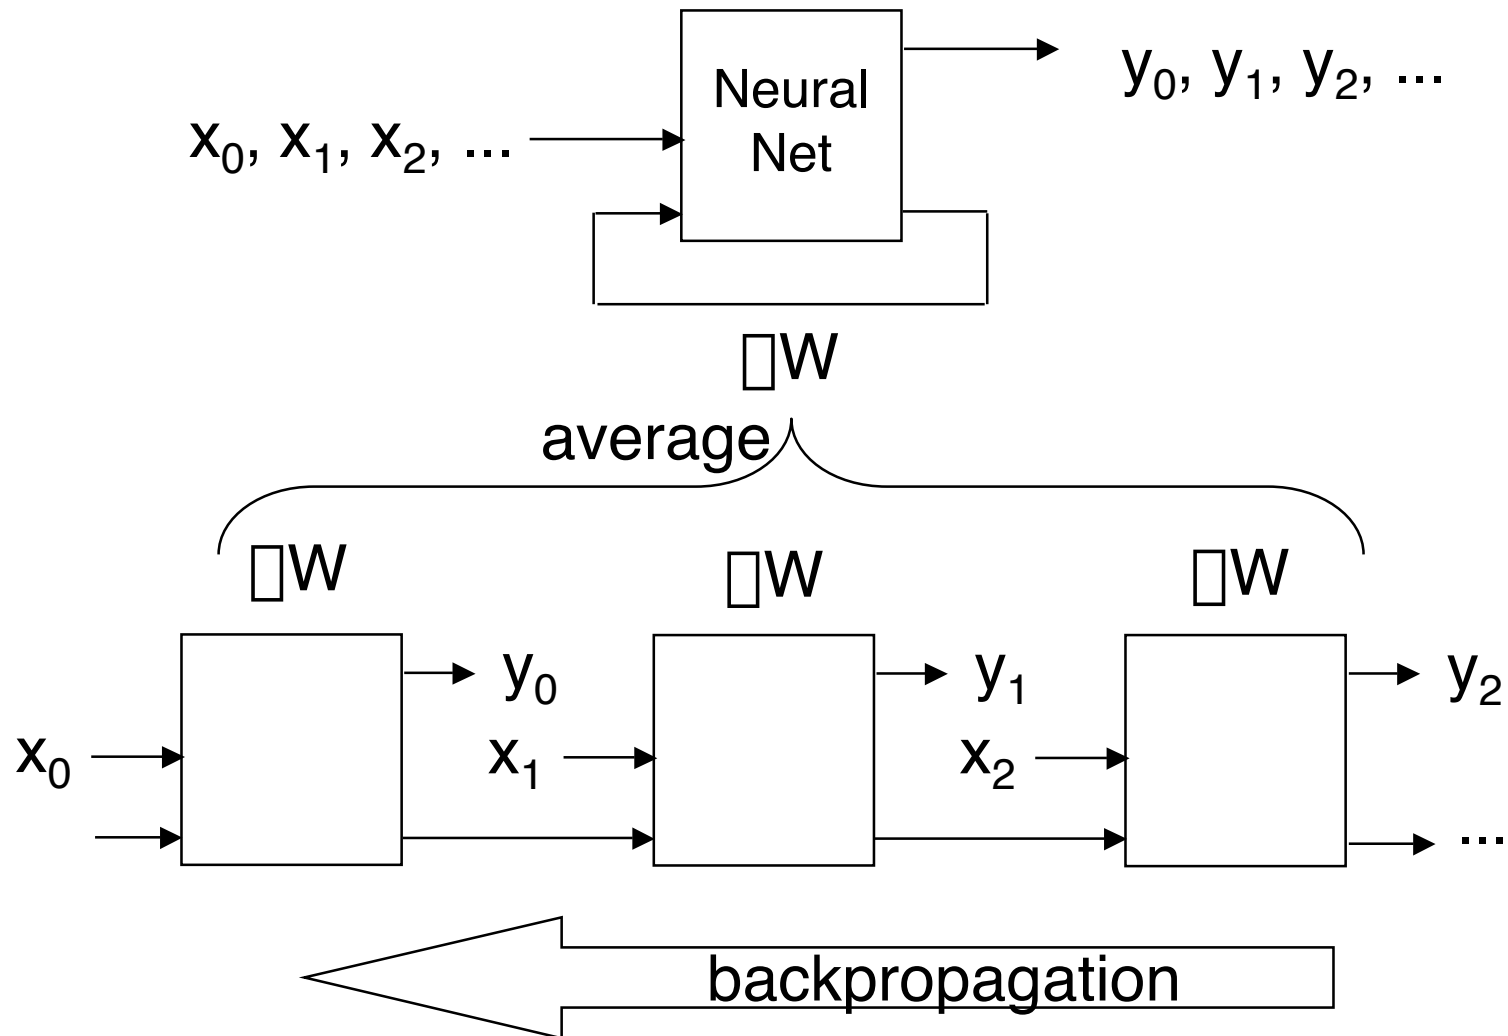 Neural
Net
x₀, x₁, x₂, ...
y₀, y₁, y₂, ...
▯W
average
▯W
▯W
▯W
y₀
y₁
y₂
x₀
x₁
x₂
...
backpropagation